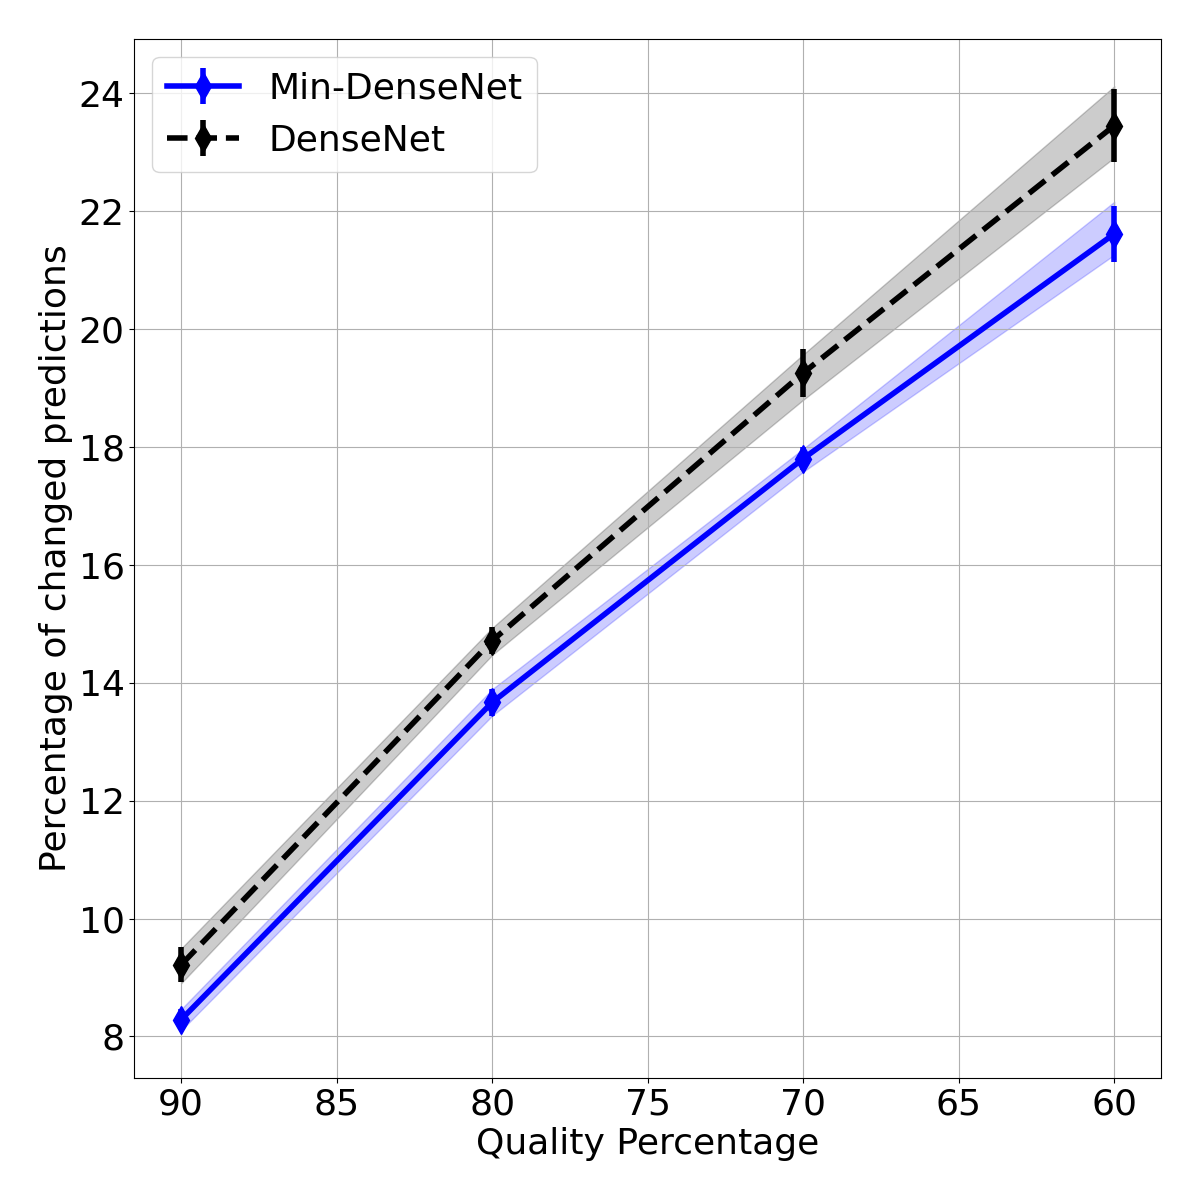 Min-DenseNet
DenseNet
24
22
20
18
16
14
12
10
8
Percentage of changed predictions
90 85 80 75 70 65 60
Quality Percentage